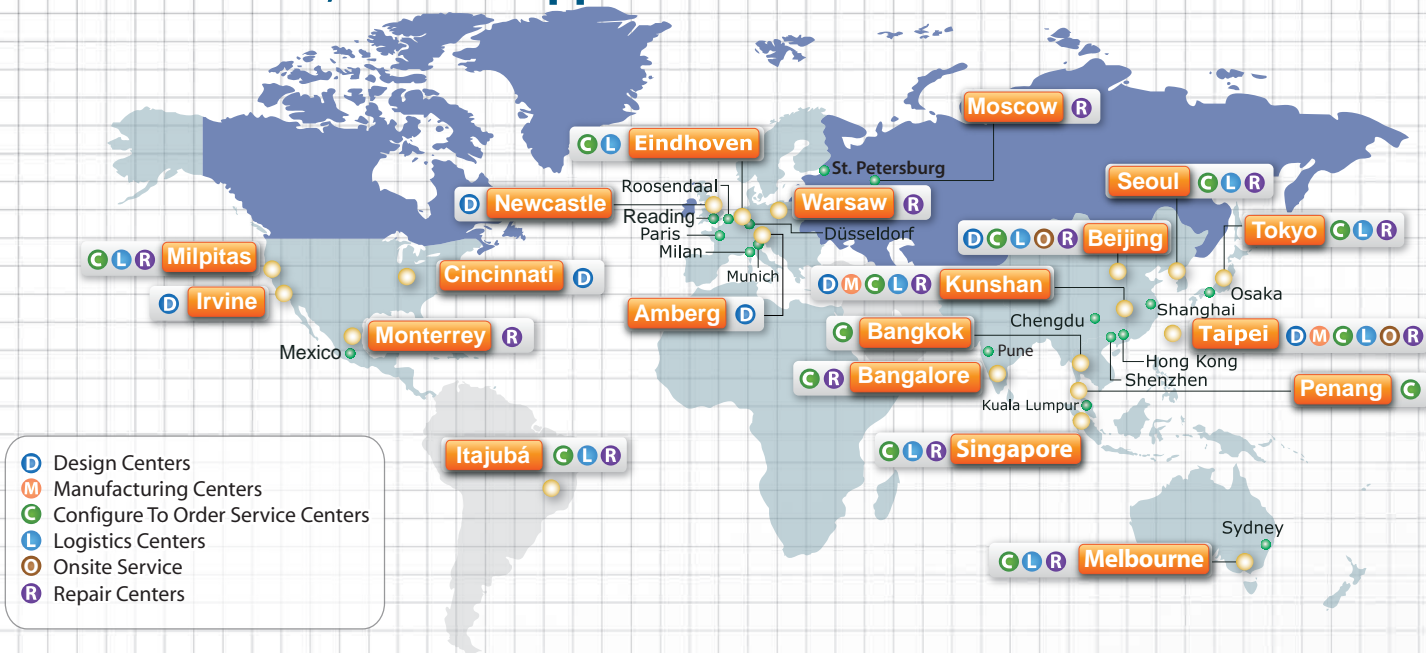 Moscow R
C L Eindhoven
St. Petersburg
Roosendaal
Seoul C L R
D Newcastle
Warsaw R
Reading
Tokyo C L R
Paris
Düsseldorf
D C L O R Beijing
Milan
C L R Milpitas
Munich
Cincinnati D
D M C L R Kunshan
D Irvine
Osaka
Shanghai
Amberg D
Chengdu
C Bangkok
Taipei D M C L O R
Monterrey R
Mexico
Pune
Hong Kong
C R Bangalore
Shenzhen
Penang C
Kuala Lumpur
Itajubá C L R
C L R Singapore
D Design Centers
M Manufacturing Centers
C Configure To Order Service Centers
L Logistics Centers
O Onsite Service
R Repair Centers
Sydney
C L R Melbourne